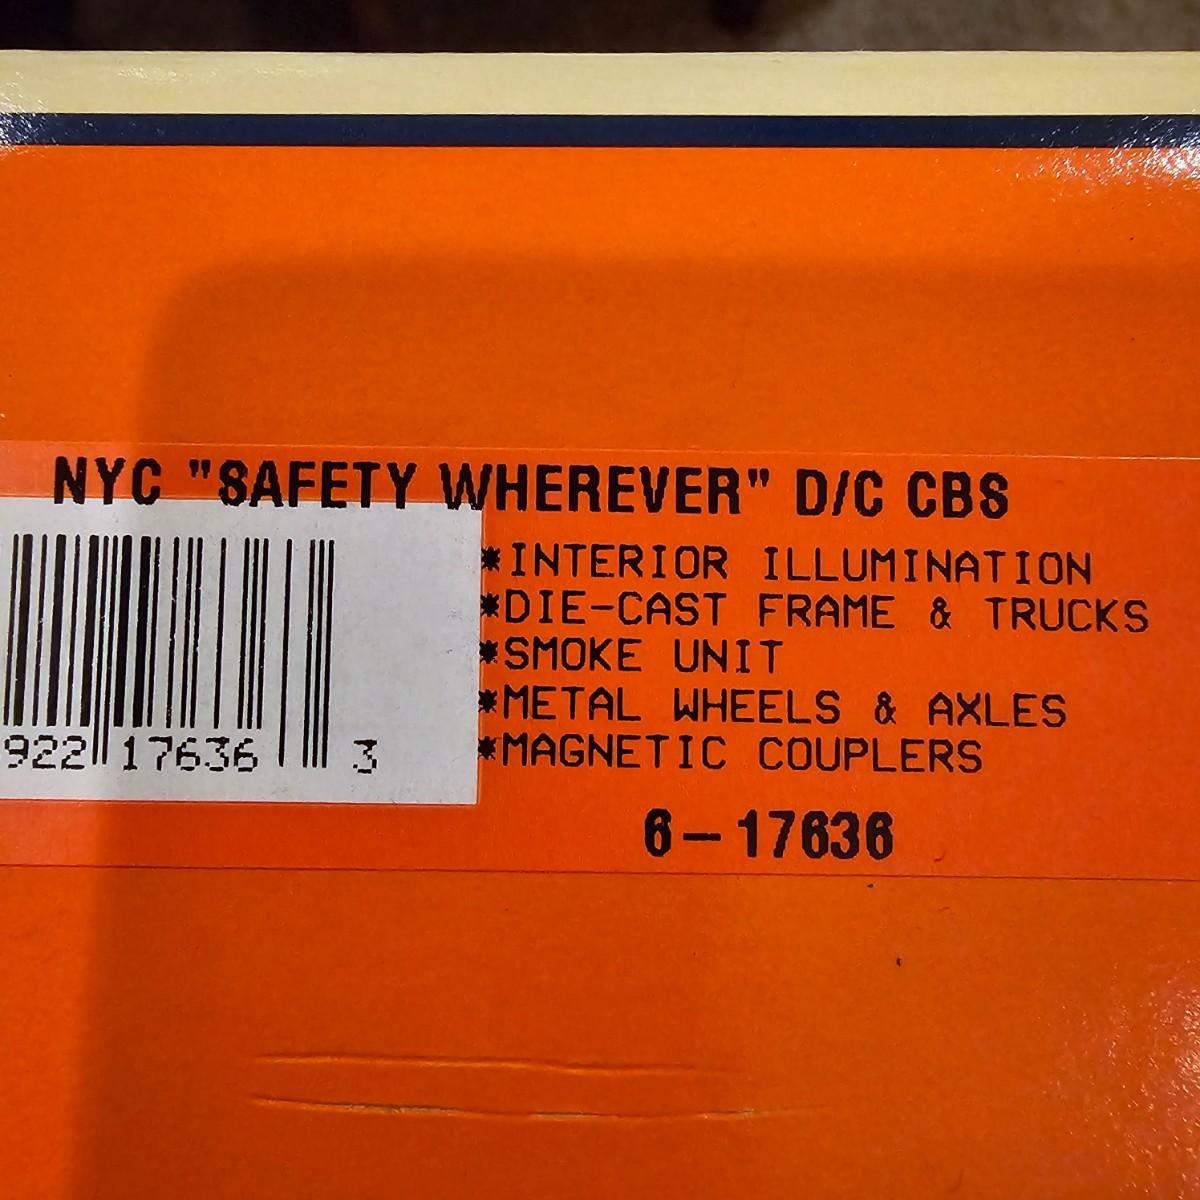 NYC "SAFETY WHEREVER" D/C CBS
*INTERIOR ILLUMINATION
*DIE-CAST FRAME & TRUCKS
*SMOKE UNIT
*METAL WHEELS & AXLES
*MAGNETIC COUPLERS
922 17636 3
6-17636